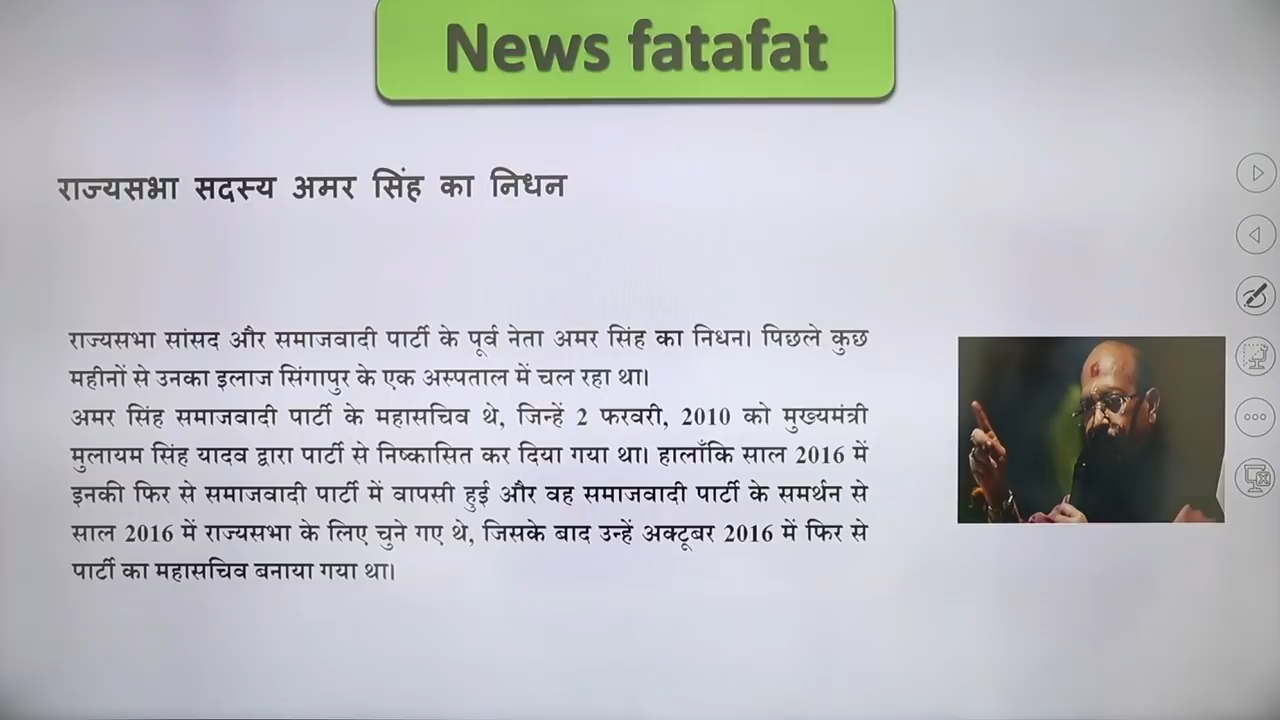 News fatafat
राज्यसभा सदस्य अमर सिंह का निधन
राज्यसभा सांसद और समाजवादी पार्टी के पूर्व नेता अमर सिंह का निधन। पिछले कुछ
महीनों से उनका इलाज सिंगापुर के एक अस्पताल में चल रहा था।
अमर सिंह समाजवादी पार्टी के महासचिव थे, जिन्हें 2 फरवरी, 2010 को मुख्यमंत्री
मुलायम सिंह यादव द्वारा पार्टी से निष्कासित कर दिया गया था। हालाँकि साल 2016 में
इनकी फिर से समाजवादी पार्टी में वापसी हुई और वह समाजवादी पार्टी के समर्थन से
साल 2016 में राज्यसभा के लिए चुने गए थे, जिसके बाद उन्हें अक्टूबर 2016 में फिर से
पार्टी का महासचिव बनाया गया था।